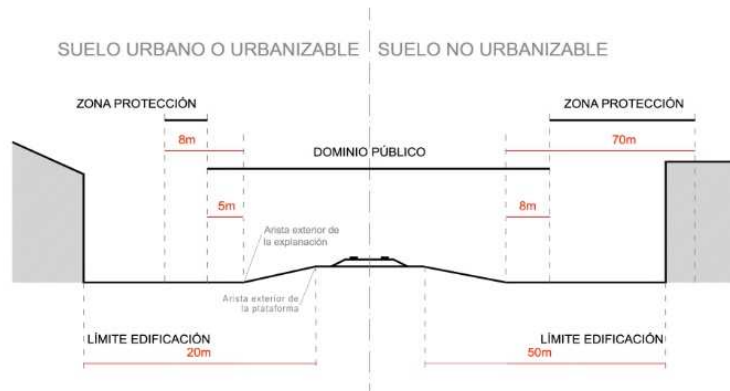 SUELO URBANO O URBANIZABLE
SUELO NO URBANIZABLE
ZONA PROTECCIÓN
ZONA PROTECCIÓN
8m
70m
DOMINIO PÚBLICO
5m
8m
Arista exterior de
la explanación
Arista exterior de
la plataforma
LÍMITE EDIFICACIÓN
LÍMITE EDIFICACIÓN
20m
50m